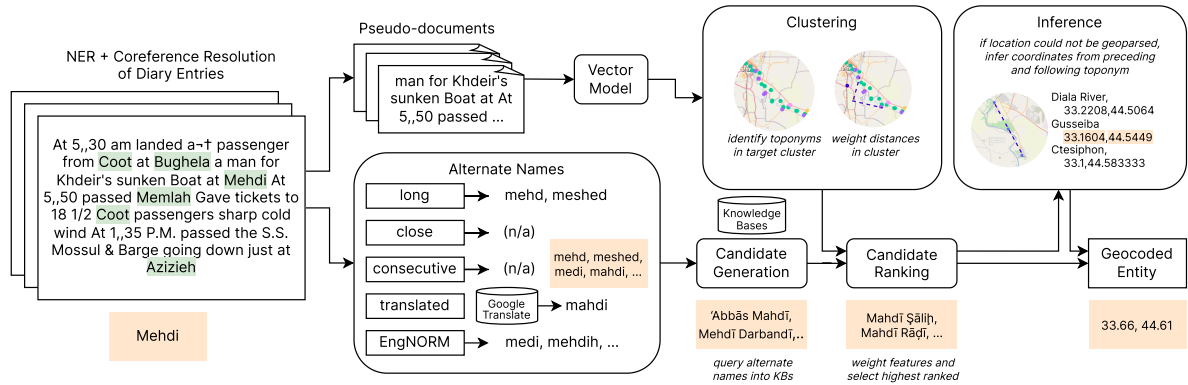 NER + Coreference Resolution
of Diary Entries
At 5,,30 am landed a¬† passenger
from Coot at Bughela a man for
Khdeir's sunken Boat at Mehdi At
5,,50 passed Memlah Gave tickets to
18 1/2 Coot passengers sharp cold
wind At 1,,35 P.M. passed the S.S.
Mossul & Barge going down just at
Azizieh
Mehdi
Pseudo-documents
man for Khdeir's
sunken Boat at At
5,,50 passed ...
Vector
Model
Alternate Names
long
mehd, meshed
close
(n/a)
consecutive
(n/a)
translated
Google
Translate
mahdi
EngNORM
medi, mehdih, ...
mehd, meshed,
medi, mahdi, ...
Clustering
identify toponyms
in target cluster
weight distances
in cluster
Knowledge
Bases
Candidate
Generation
ʻAbbās Mahdī,
Mehdī Darbandī,..
query alternate
names into KBs
Candidate
Ranking
Mahdī Şāliḩ,
Mahdī Rāḑī, ...
weight features and
select highest ranked
Inference
if location could not be geoparsed,
infer coordinates from preceding
and following toponym
Diala River,
33.2208,44.5064
Gusseiba
33.1604,44.5449
Ctesiphon,
33.1,44.583333
Geocoded
Entity
33.66, 44.61